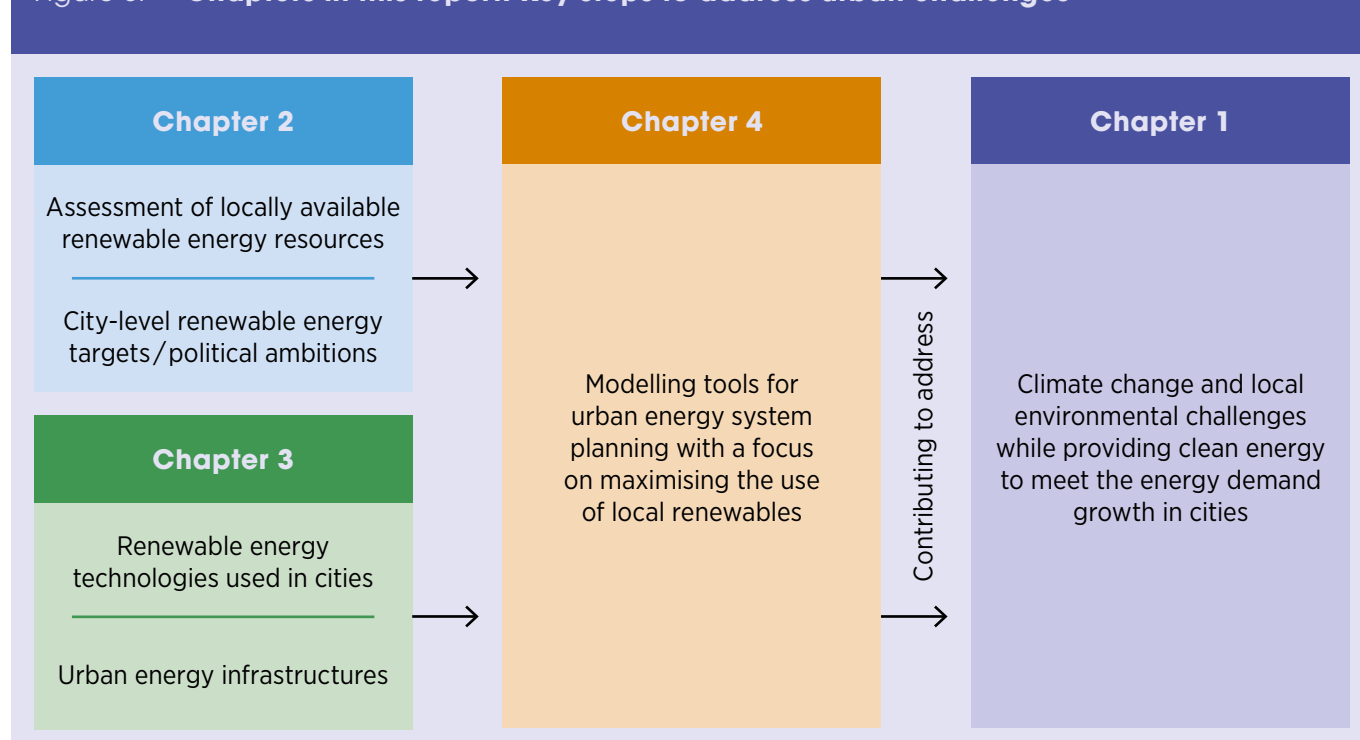 Chapter 2
Assessment of locally available
renewable energy resources
City-level renewable energy
targets/political ambitions
Chapter 3
Renewable energy
technologies used in cities
Urban energy infrastructures
Chapter 4
Modelling tools for
urban energy system
planning with a focus
on maximising the use
of local renewables
Contributing to address
Chapter 1
Climate change and local
environmental challenges
while providing clean energy
to meet the energy demand
growth in cities